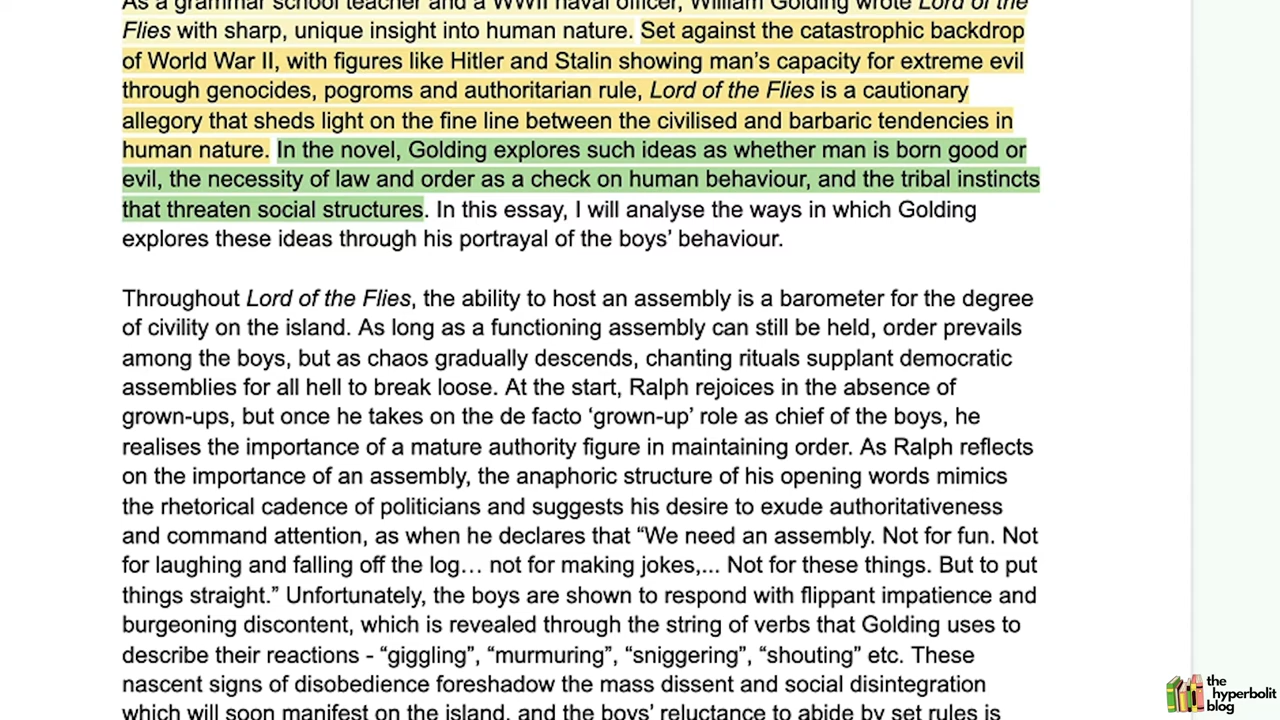 As a grammar school teacher and a WWII naval officer, William Golding wrote Lord of the
Flies with sharp, unique insight into human nature. Set against the catastrophic backdrop
of World War II, with figures like Hitler and Stalin showing man’s capacity for extreme evil
through genocides, pogroms and authoritarian rule, Lord of the Flies is a cautionary
allegory that sheds light on the fine line between the civilised and barbaric tendencies in
human nature. In the novel, Golding explores such ideas as whether man is born good or
evil, the necessity of law and order as a check on human behaviour, and the tribal instincts
that threaten social structures. In this essay, I will analyse the ways in which Golding
explores these ideas through his portrayal of the boys’ behaviour.
Throughout Lord of the Flies, the ability to host an assembly is a barometer for the degree
of civility on the island. As long as a functioning assembly can still be held, order prevails
among the boys, but as chaos gradually descends, chanting rituals supplant democratic
assemblies for all hell to break loose. At the start, Ralph rejoices in the absence of
grown-ups, but once he takes on the de facto ‘grown-up’ role as chief of the boys, he
realises the importance of a mature authority figure in maintaining order. As Ralph reflects
on the importance of an assembly, the anaphoric structure of his opening words mimics
the rhetorical cadence of politicians and suggests his desire to exude authoritativeness
and command attention, as when he declares that “We need an assembly. Not for fun. Not
for laughing and falling off the log… not for making jokes,... Not for these things. But to put
things straight.” Unfortunately, the boys are shown to respond with flippant impatience and
burgeoning discontent, which is revealed through the string of verbs that Golding uses to
describe their reactions - “giggling”, “murmuring”, “sniggering”, “shouting” etc. These
nascent signs of disobedience foreshadow the mass dissent and social disintegration
which will soon manifest on the island, and the boys’ reluctance to abide by set rules is
the
hyperbolit
blog